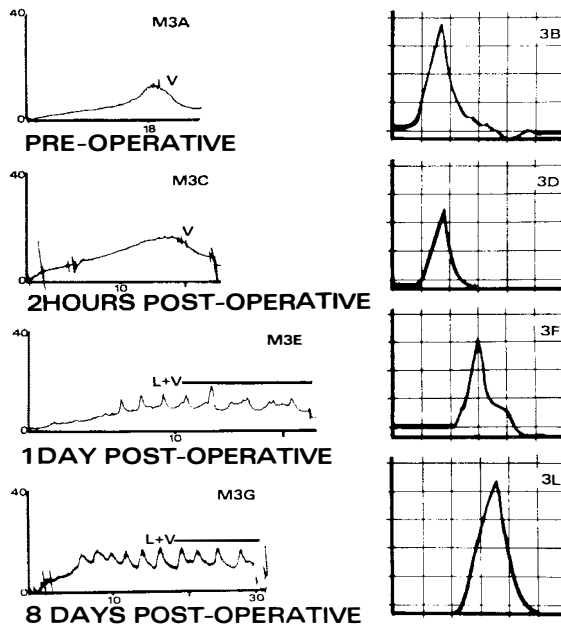 40
M3A
3B
V
0
18
PRE-OPERATIVE
40
M3C
3D
V
0
10
2HOURS POST-OPERATIVE
40
M3E
3F
L+V
0
10
1DAY POST-OPERATIVE
40
M3G
3L
L+V
0
10
30
8 DAYS POST-OPERATIVE